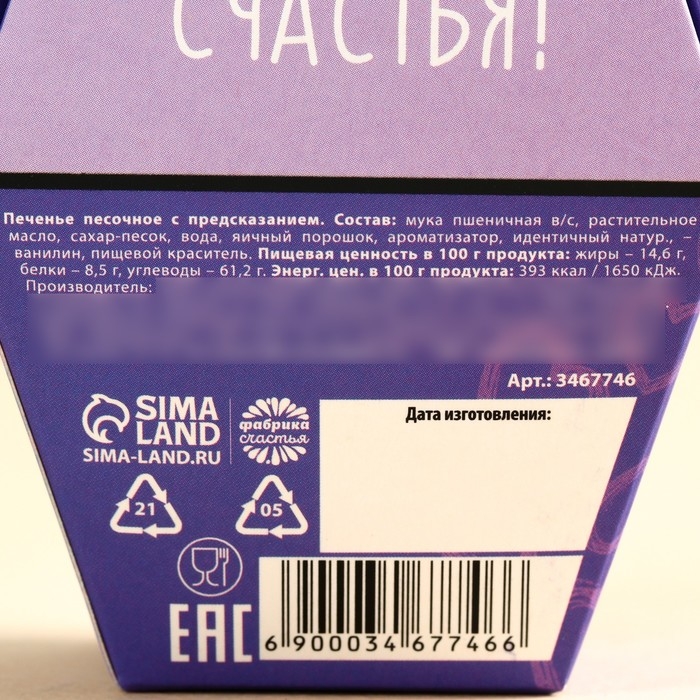 СЧАСТЬЯ!
Печенье песочное с предсказанием. Состав: мука пшеничная в/с, растительное
масло, сахар-песок, вода, яичный порошок, ароматизатор, идентичный натур., –
ванилин, пищевой краситель. Пищевая ценность в 100 г продукта: жиры – 14,6 г,
белки – 8,5 г, углеводы – 61,2 г. Энерг. цен. в 100 г продукта: 393 ккал / 1650 кДж.
Производитель:
Арт.: 3467746
SIMA
LAND
SIMA-LAND.RU
фабрика
счастья
Дата изготовления:
21
05
EAC
6 900034 677466